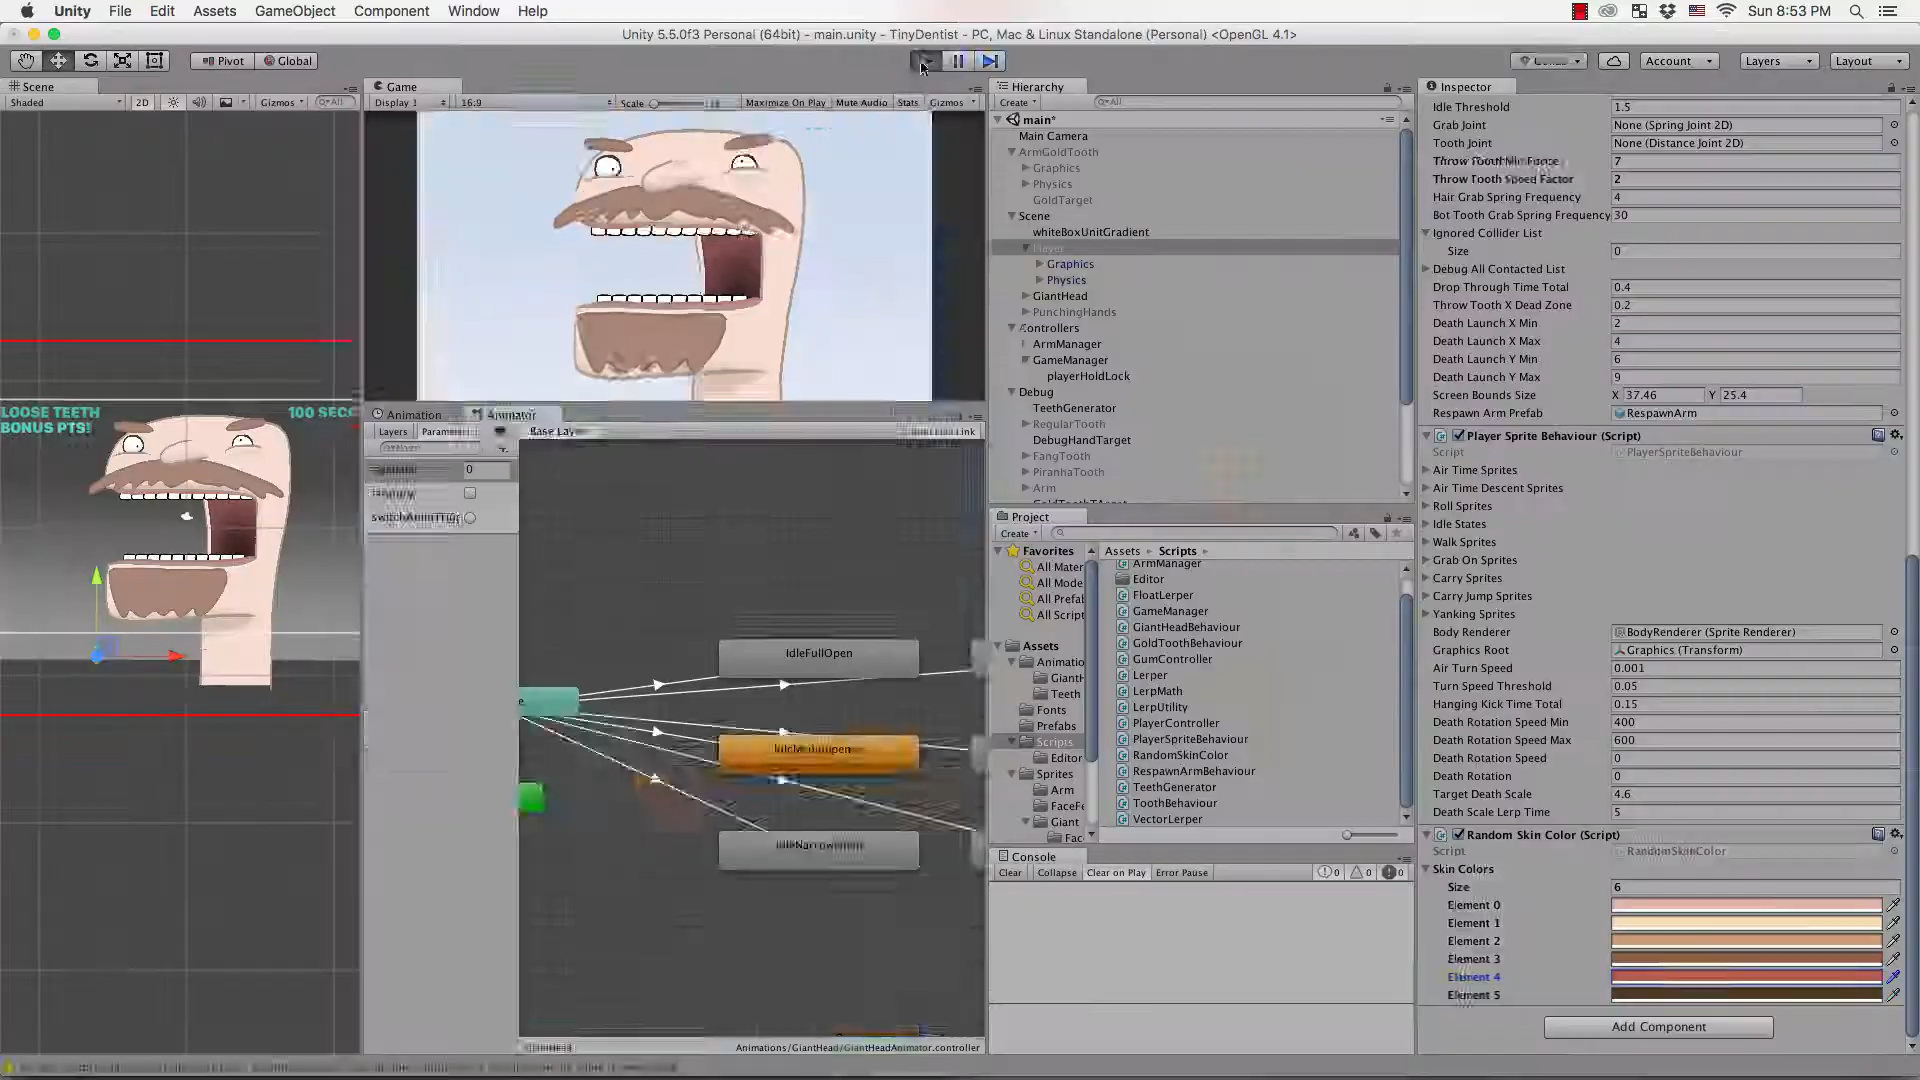 Unity File Edit Assets GameObject Component Window Help
Sun 8:53 PM
Unity 5.5.0f3 Personal (64bit) - main.unity - TinyDentist - PC, Mac & Linux Standalone (Personal) <OpenGL 4.1>
Pivot Global
Account Layers Layout
Scene
Shaded 2D Gizmos All
LOOSE TEETH
BONUS PTS!
100 SECO
Game
Display 1 16:9 Scale Maximize On Play Mute Audio Stats Gizmos
Animation Animator
Layers Base Lay
Link
0
IdleFullOpen
Animations/GiantHead/GiantHeadAnimator.controller
Hierarchy
Create All
main*
Main Camera
ArmGoldTooth
Graphics
Physics
GoldTarget
Scene
whiteBoxUnitGradient
Player
Graphics
Physics
GiantHead
PunchingHands
Controllers
ArmManager
GameManager
playerHoldLock
Debug
TeethGenerator
RegularTooth
DebugHandTarget
FangTooth
PiranhaTooth
Arm
Project
Create
Favorites
All Mater
All Mode
All Prefa
All Script
Assets
Animatio
GiantH
Teeth
Fonts
Prefabs
Scripts
Editor
Sprites
Arm
FaceFe
Giant
Fac
Assets Scripts
ArmManager
Editor
FloatLerper
GameManager
GiantHeadBehaviour
GoldToothBehaviour
GumController
Lerper
LerpMath
LerpUtility
PlayerController
PlayerSpriteBehaviour
RandomSkinColor
RespawnArmBehaviour
TeethGenerator
ToothBehaviour
VectorLerper
Console
Clear Collapse Clear on Play Error Pause 0 0 0
Inspector
Idle Threshold 1.5
Grab Joint None (Spring Joint 2D)
Tooth Joint None (Distance Joint 2D)
Throw Tooth Min Force 7
Throw Tooth Speed Factor 2
Hair Grab Spring Frequency 4
Bot Tooth Grab Spring Frequency 30
Ignored Collider List
Size 0
Debug All Contacted List
Drop Through Time Total 0.4
Throw Tooth X Dead Zone 0.2
Death Launch X Min 2
Death Launch X Max 4
Death Launch Y Min 6
Death Launch Y Max 9
Screen Bounds Size X 37.46 Y 25.4
Respawn Arm Prefab RespawnArm
Player Sprite Behaviour (Script)
Script PlayerSpriteBehaviour
Air Time Sprites
Air Time Descent Sprites
Roll Sprites
Idle States
Walk Sprites
Grab On Sprites
Carry Sprites
Carry Jump Sprites
Yanking Sprites
Body Renderer BodyRenderer (Sprite Renderer)
Graphics Root Graphics (Transform)
Air Turn Speed 0.001
Turn Speed Threshold 0.05
Hanging Kick Time Total 0.15
Death Rotation Speed Min 400
Death Rotation Speed Max 600
Death Rotation Speed 0
Death Rotation 0
Target Death Scale 4.6
Death Scale Lerp Time 5
Random Skin Color (Script)
Script RandomSkinColor
Skin Colors
Size 6
Element 0
Element 1
Element 2
Element 3
Element 4
Element 5
Add Component